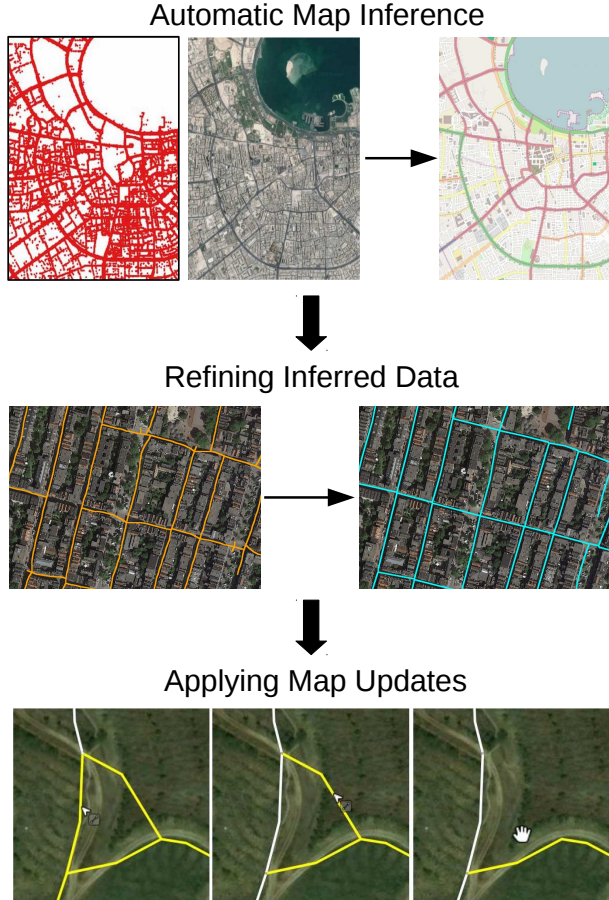 Automatic Map Inference
Refining Inferred Data
Applying Map Updates